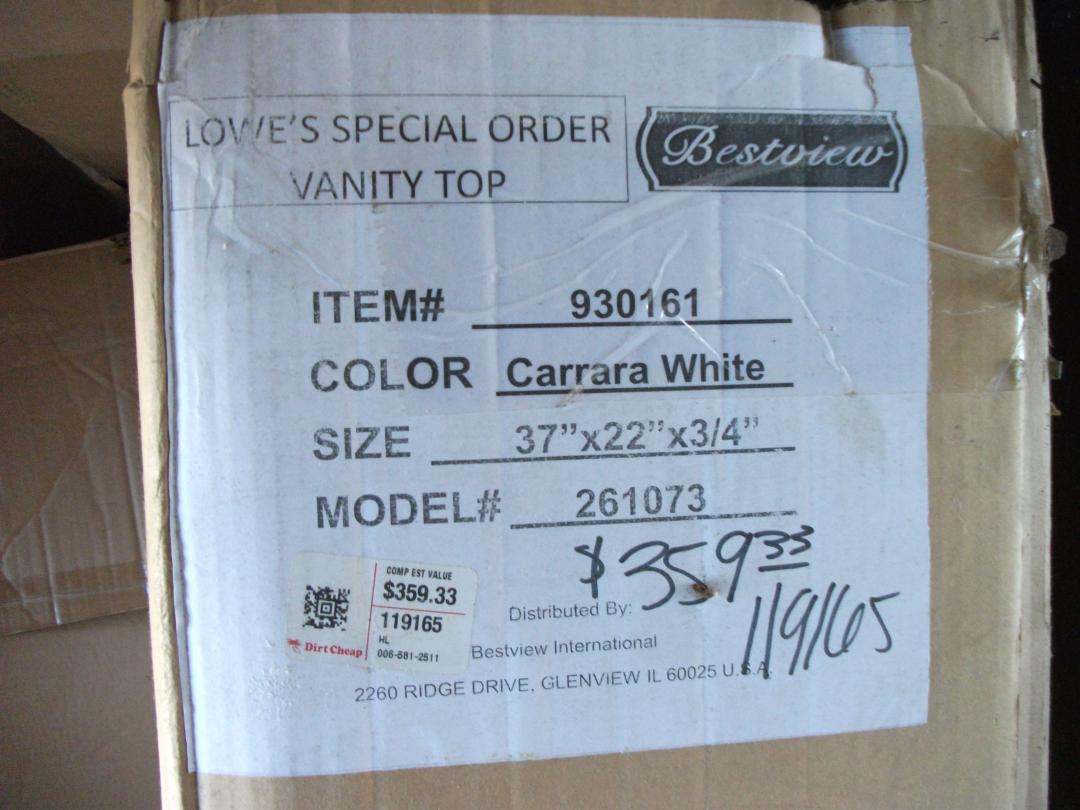 LOWE'S SPECIAL ORDER
VANITY TOP
Bestview
ITEM# 930161
COLOR Carrara White
SIZE 37”x22”x3/4”
MODEL# 261073
$359.33
119165
COMP EST VALUE
$359.33
119165
HL
006-581-2511
Dirt Cheap
Distributed By:
Bestview International
2260 RIDGE DRIVE, GLENVIEW IL 60025 U.S.A.